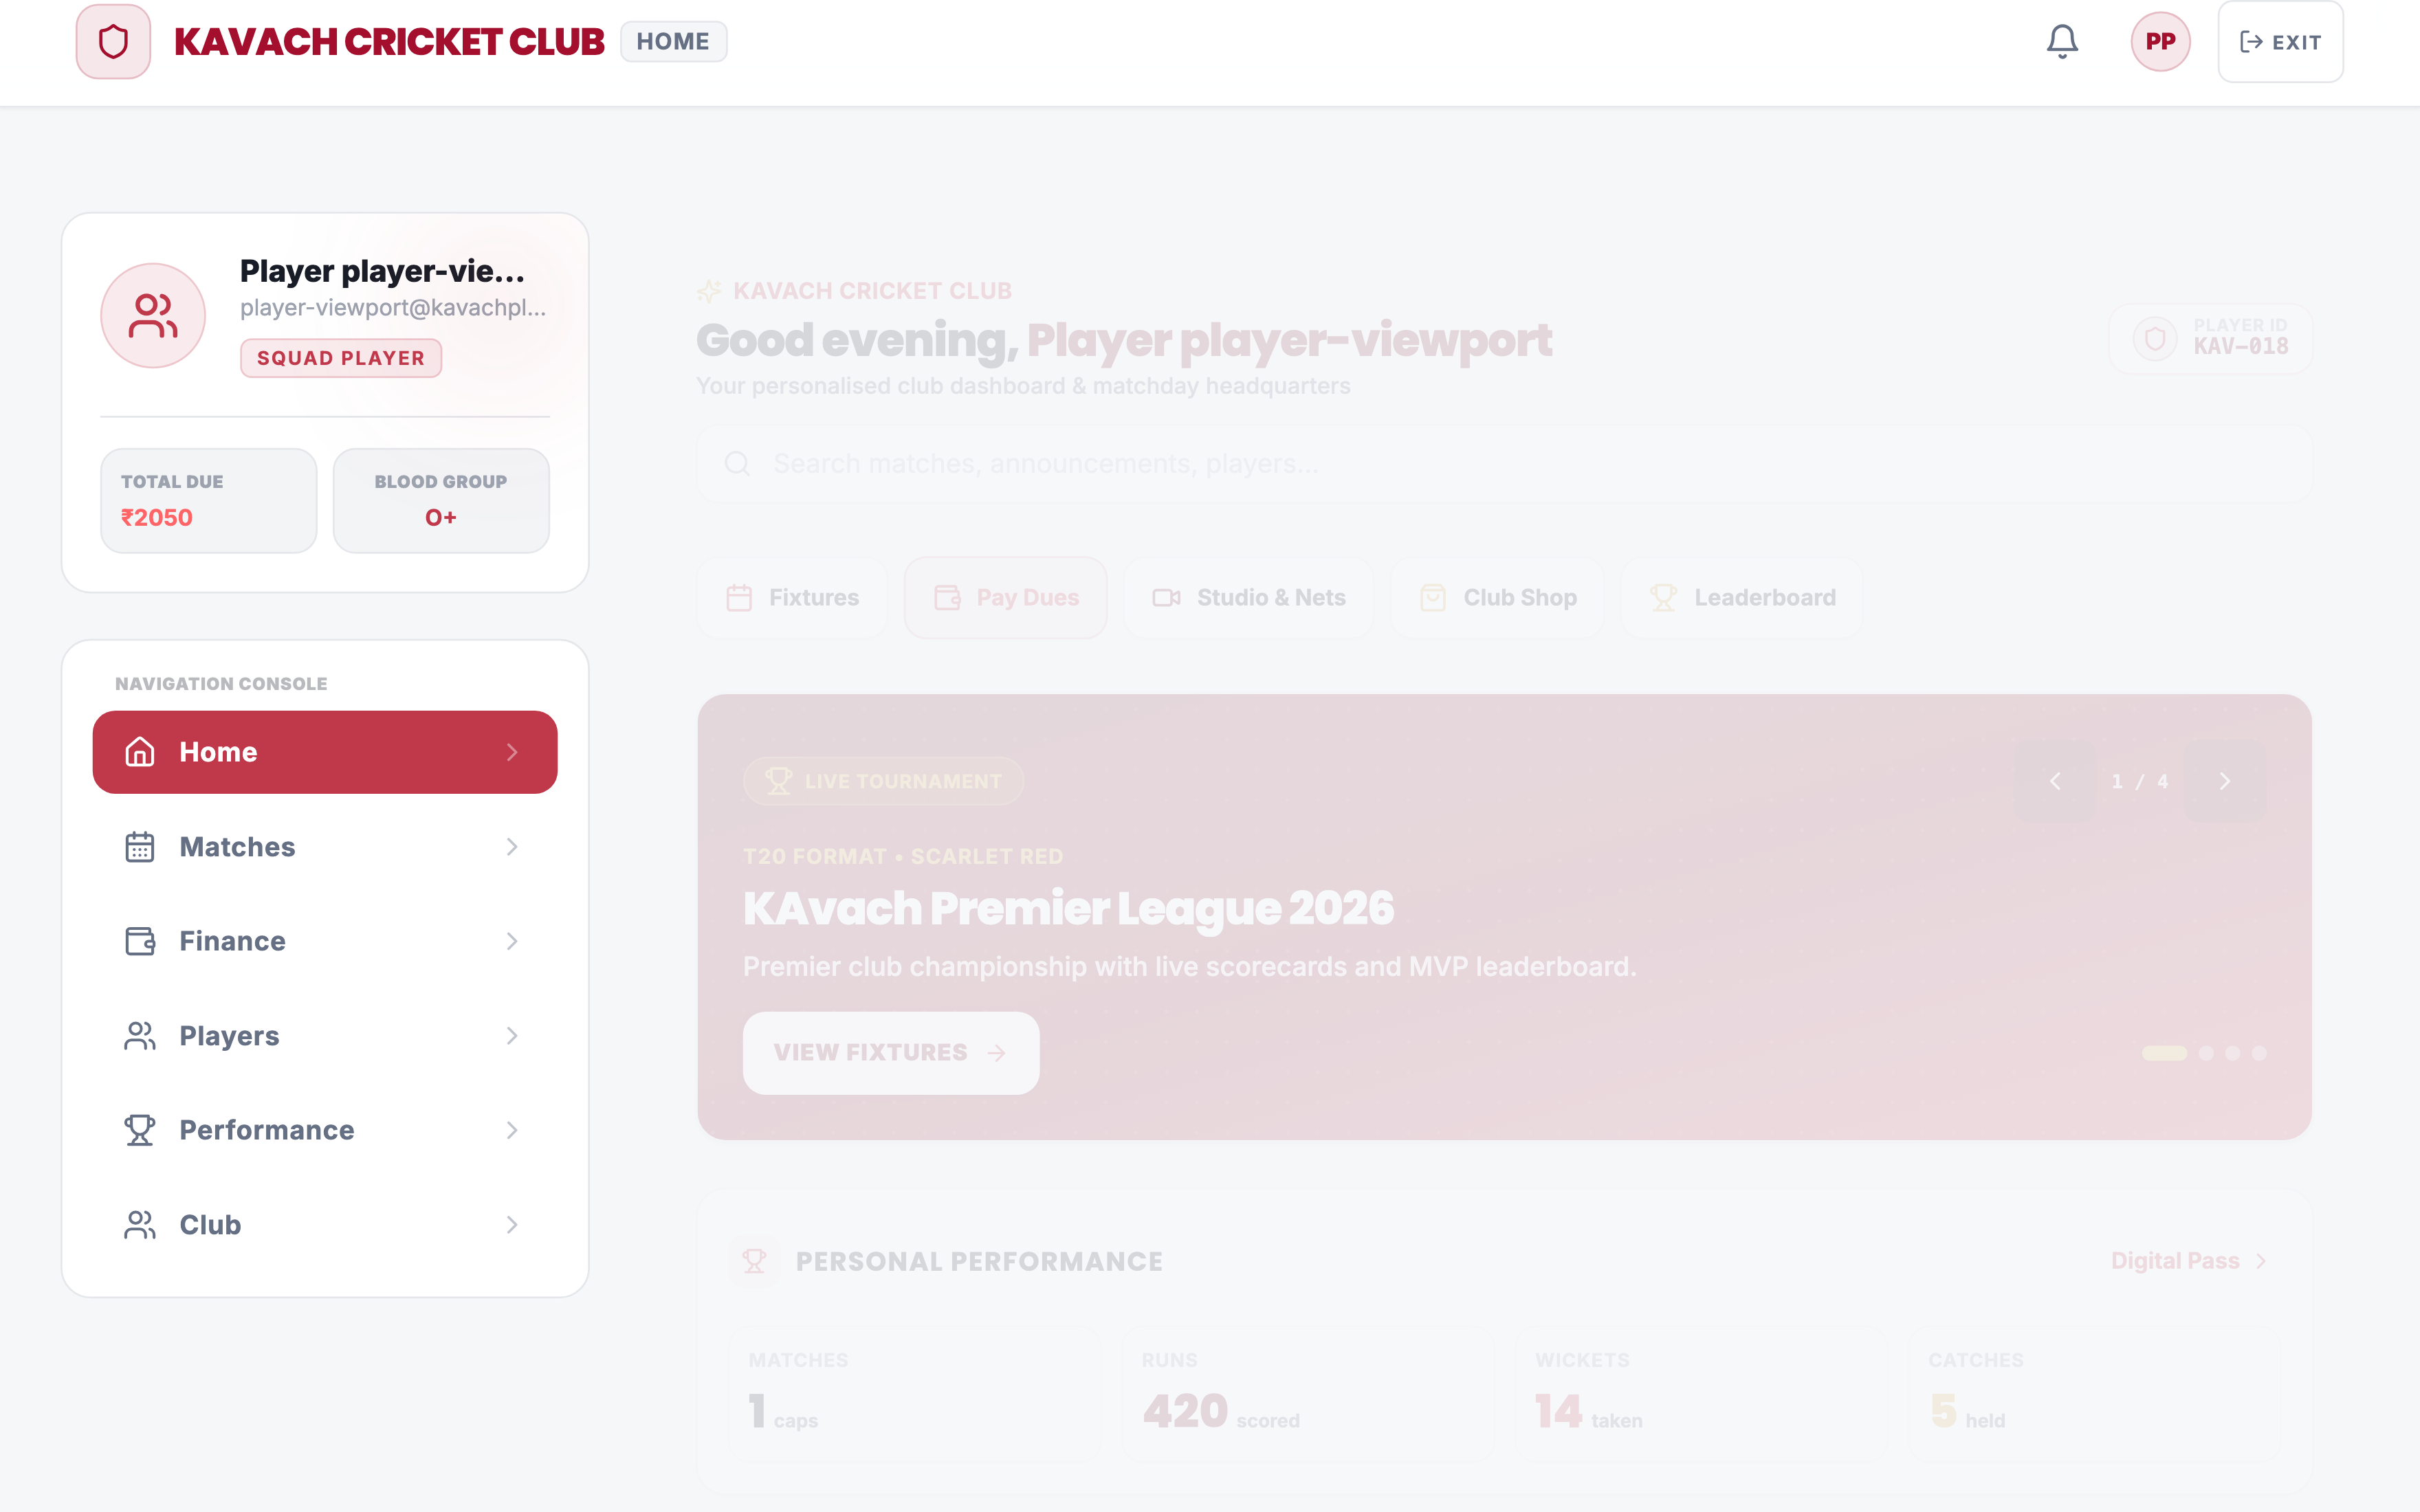 KAVACH CRICKET CLUB HOME
PP
EXIT
Player player-vie...
player-viewport@kavachpl...
SQUAD PLAYER
TOTAL DUE
₹2050
BLOOD GROUP
O+
NAVIGATION CONSOLE
Home
Matches
Finance
Players
Performance
Club
KAVACH CRICKET CLUB
Good evening, Player player-viewport
Your personalised club dashboard & matchday headquarters
PLAYER ID
KAV-018
Search matches, announcements, players...
Fixtures
Pay Dues
Studio & Nets
Club Shop
Leaderboard
LIVE TOURNAMENT
1 / 4
T20 FORMAT • SCARLET RED
KAvach Premier League 2026
Premier club championship with live scorecards and MVP leaderboard.
VIEW FIXTURES
PERSONAL PERFORMANCE
Digital Pass
MATCHES
1 caps
RUNS
420 scored
WICKETS
14 taken
CATCHES
5 held